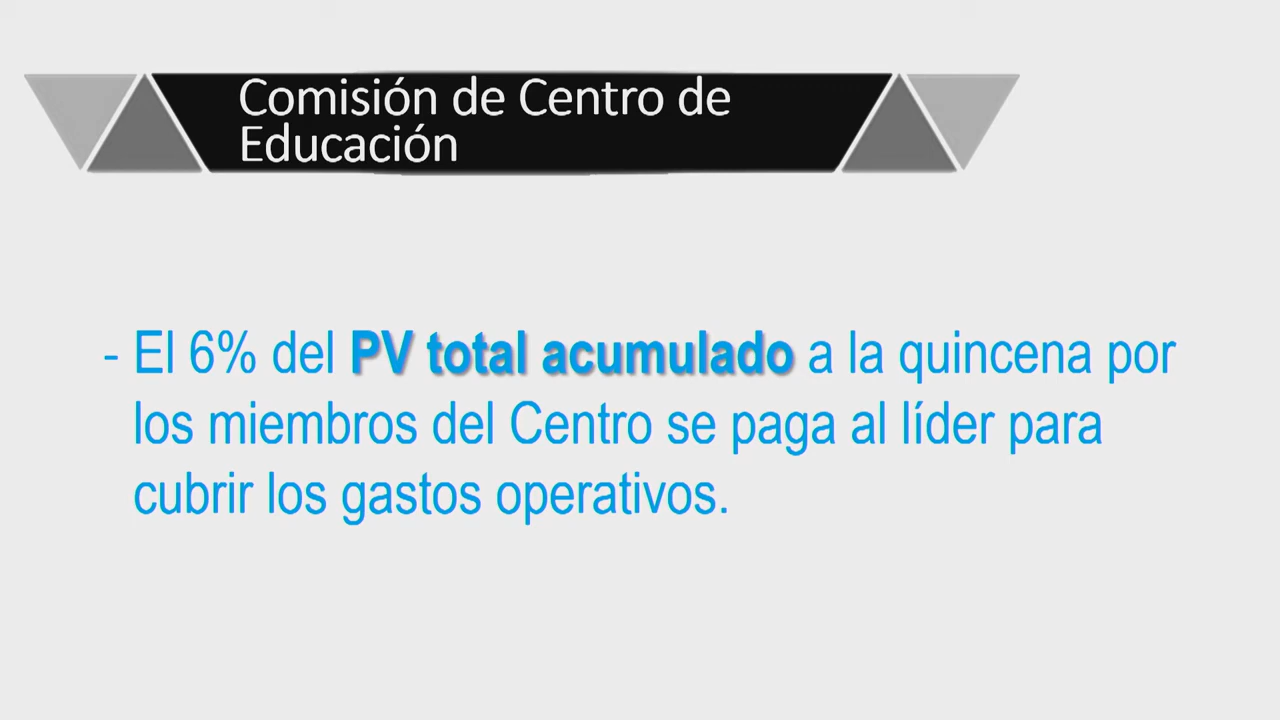 Comisión de Centro de
Educación
- El 6% del PV total acumulado a la quincena por
los miembros del Centro se paga al líder para
cubrir los gastos operativos.